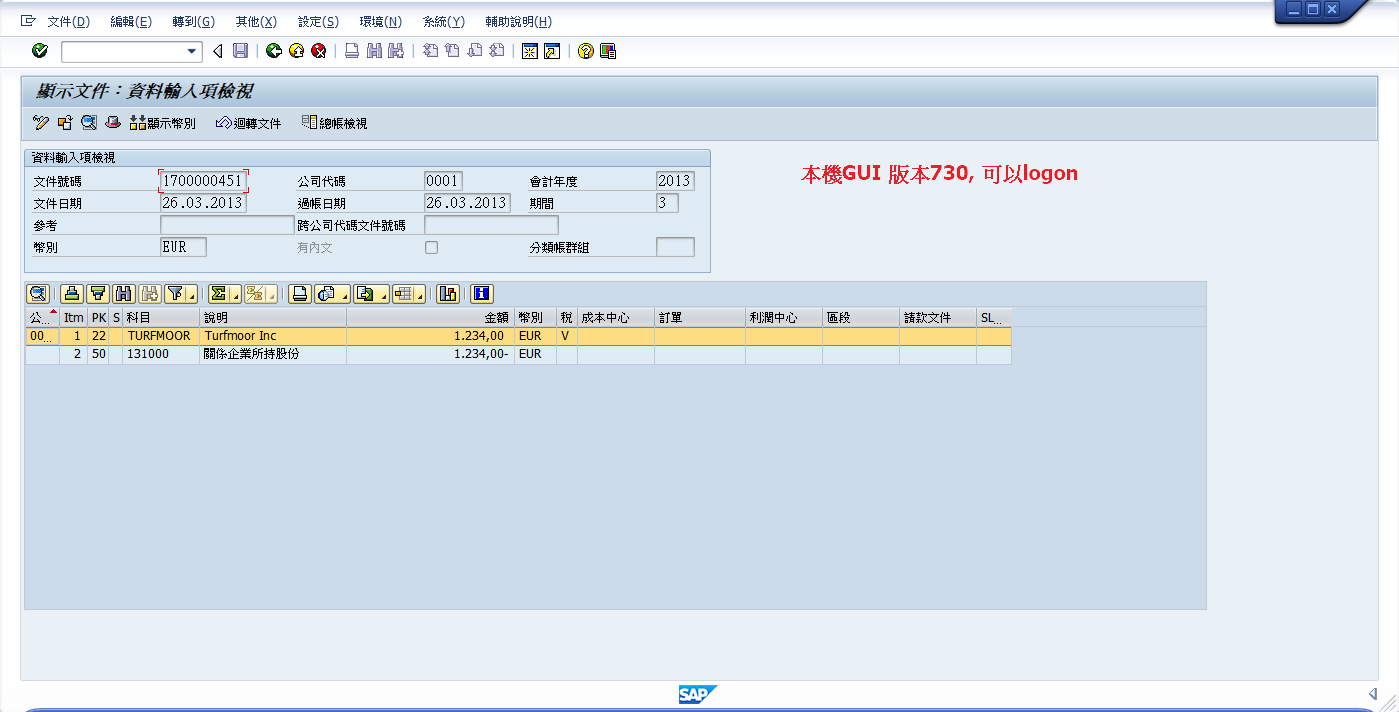 文件(D) 編輯(E) 轉到(G) 其他(X) 設定(S) 環境(N) 系統(Y) 輔助說明(H)
顯示文件：資料輸入項檢視
顯示幣別 迴轉文件 總帳檢視
資料輸入項檢視
本機GUI 版本730, 可以logon
文件號碼 1700000451 公司代碼 0001 會計年度 2013
文件日期 26.03.2013 過帳日期 26.03.2013 期間 3
參考 跨公司代碼文件號碼
幣別 EUR 有內文 分類帳群組
公... Itm PK S 科目 說明 金額 幣別 稅 成本中心 訂單 利潤中心 區段 請款文件 SL...
00... 1 22 TURFMOOR Turfmoor Inc 1.234,00 EUR V
2 50 131000 關係企業所持股份 1.234,00- EUR
SAP